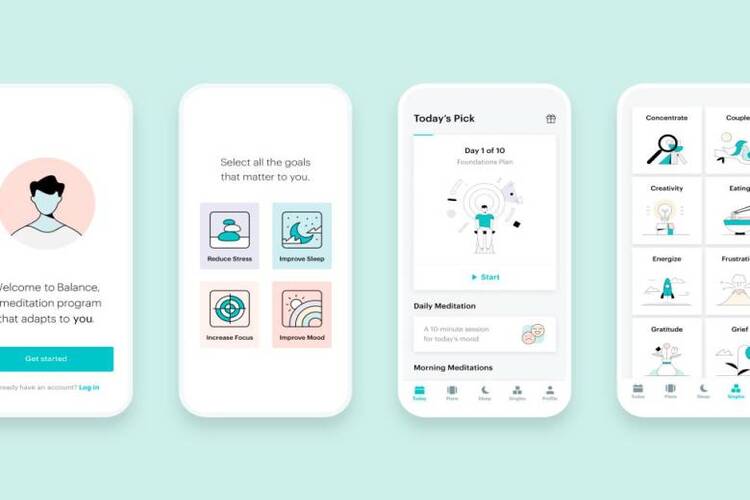 Welcome to Balance,
meditation program
that adapts to you.
Get started
already have an account? Log in
Select all the goals
that matter to you.
Reduce Stress
Improve Sleep
Increase Focus
Improve Mood
Today's Pick
Day 1 of 10
Foundations Plan
Start
Daily Meditation
A 10 minute session
for today's mood
Morning Meditations
Today
Plans
Sleep
Singles
Profile
Concentrate
Couple
Creativity
Eating
Energize
Frustratio
Gratitude
Grief
Today
Plans
Sleep
Singles